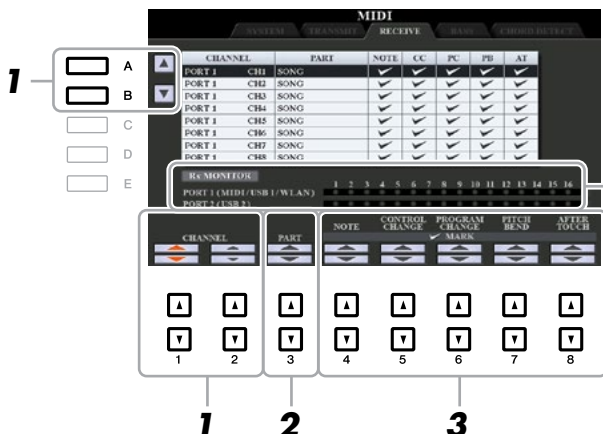 MIDI
SYSTEM TRANSMIT RECEIVE BASS CHORD DETECT
1
A
B
C
D
E
CHANNEL PART NOTE CC PC PB AT
PORT 1 CH1 SONG
PORT 1 CH2 SONG
PORT 1 CH3 SONG
PORT 1 CH4 SONG
PORT 1 CH5 SONG
PORT 1 CH6 SONG
PORT 1 CH7 SONG
PORT 1 CH8 SONG
Rx MONITOR
1 2 3 4 5 6 7 8 9 10 11 12 13 14 15 16
PORT 1 (MIDI/USB 1/WLAN)
PORT 2 (USB 2)
CHANNEL PART NOTE CONTROL CHANGE PROGRAM CHANGE PITCH BEND AFTER TOUCH
MARK
1 2 3 4 5 6 7 8
1 2 3